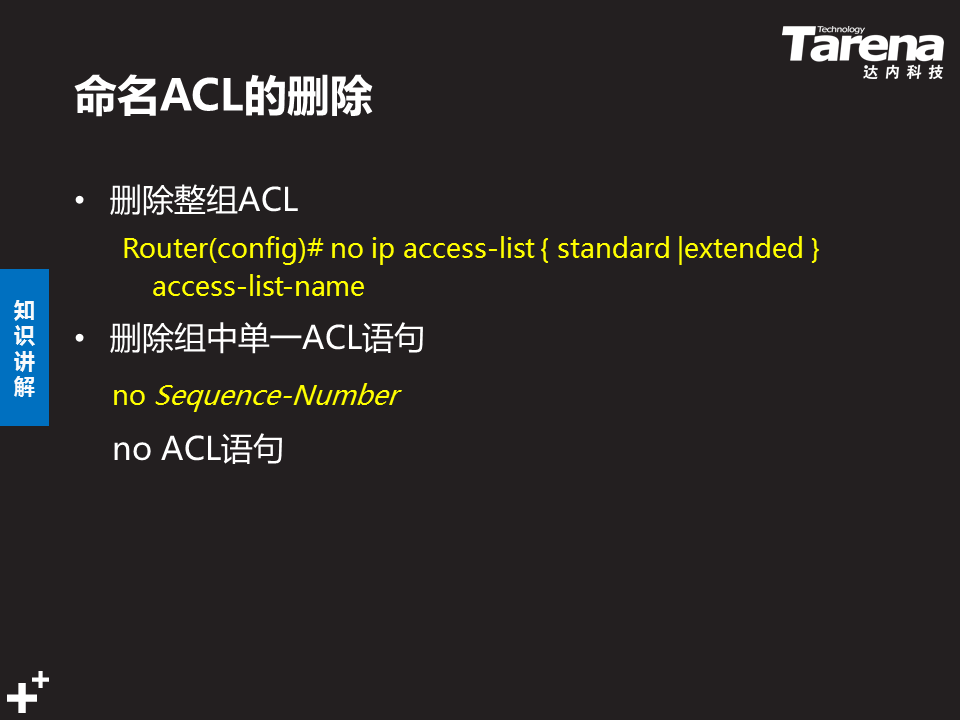 Technology
Tarena
达内科技
命名ACL的删除
• 删除整组ACL
Router(config)# no ip access-list { standard |extended }
access-list-name
• 删除组中单一ACL语句
no Sequence-Number
no ACL语句
知识讲解